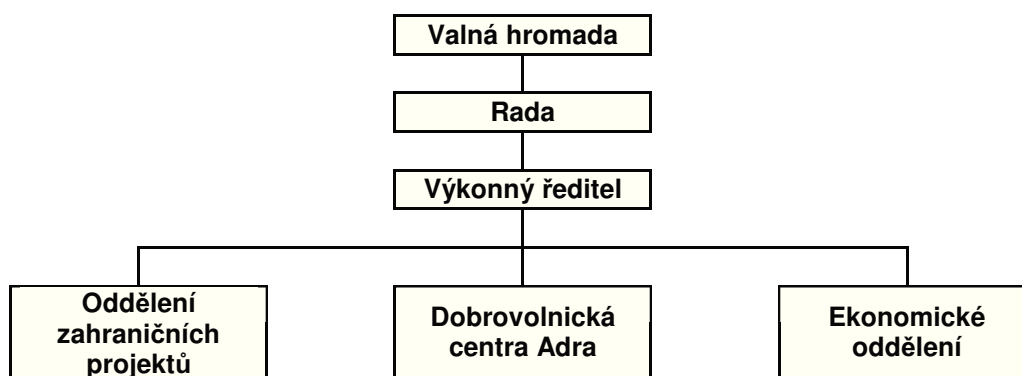 Valná hromada
Rada
Výkonný ředitel
Oddělení
zahraničních
projektů
Dobrovolnická
centra Adra
Ekonomické
oddělení